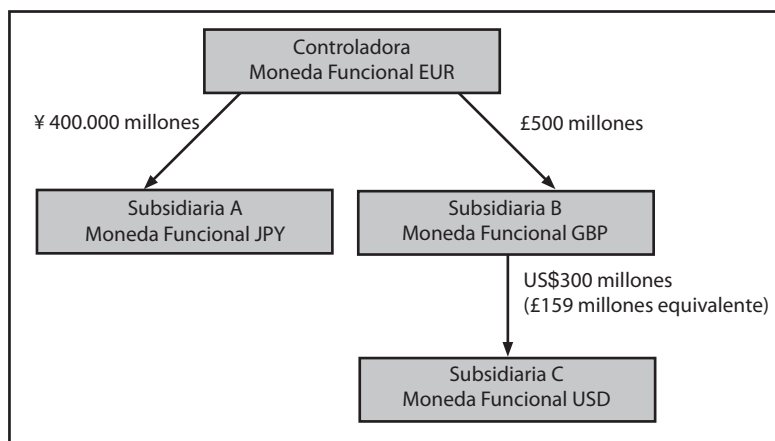 Controladora
Moneda Funcional EUR
¥ 400.000 millones
£500 millones
Subsidiaria A
Moneda Funcional JPY
Subsidiaria B
Moneda Funcional GBP
US$300 millones
(£159 millones equivalente)
Subsidiaria C
Moneda Funcional USD